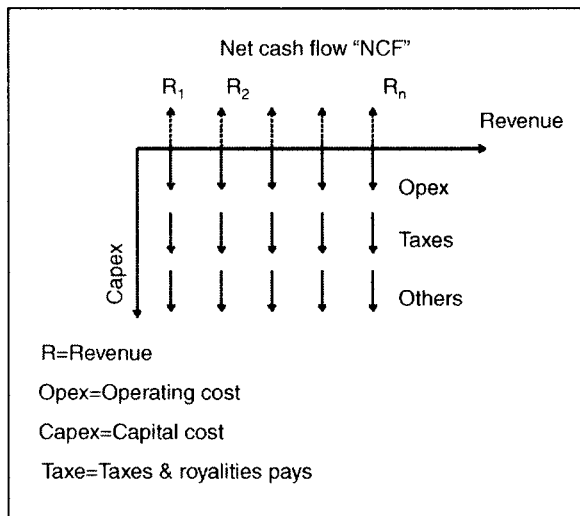 Net cash flow “NCF”
R1 R2 Rn
Revenue
Opex
Taxes
Others
Capex
R=Revenue
Opex=Operating cost
Capex=Capital cost
Taxe=Taxes & royalities pays